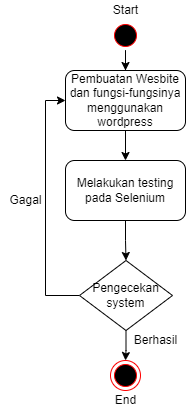 Start
Pembuatan Wesbite
dan fungsi-fungsinya
menggunakan
wordpress
Melakukan testing
pada Selenium
Gagal
Pengecekan
system
Berhasil
End